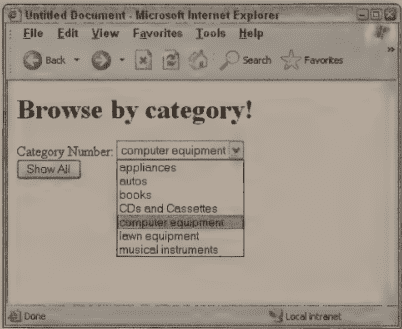 Untitled Document - Microsoft Internet Explorer
File Edit View Favorites Tools Help
Back Search Favorites
Browse by category!
Category Number: computer equipment
Show All
appliances
autos
books
CDs and Cassettes
computer equipment
lawn equipment
musical instruments
Done Local intranet